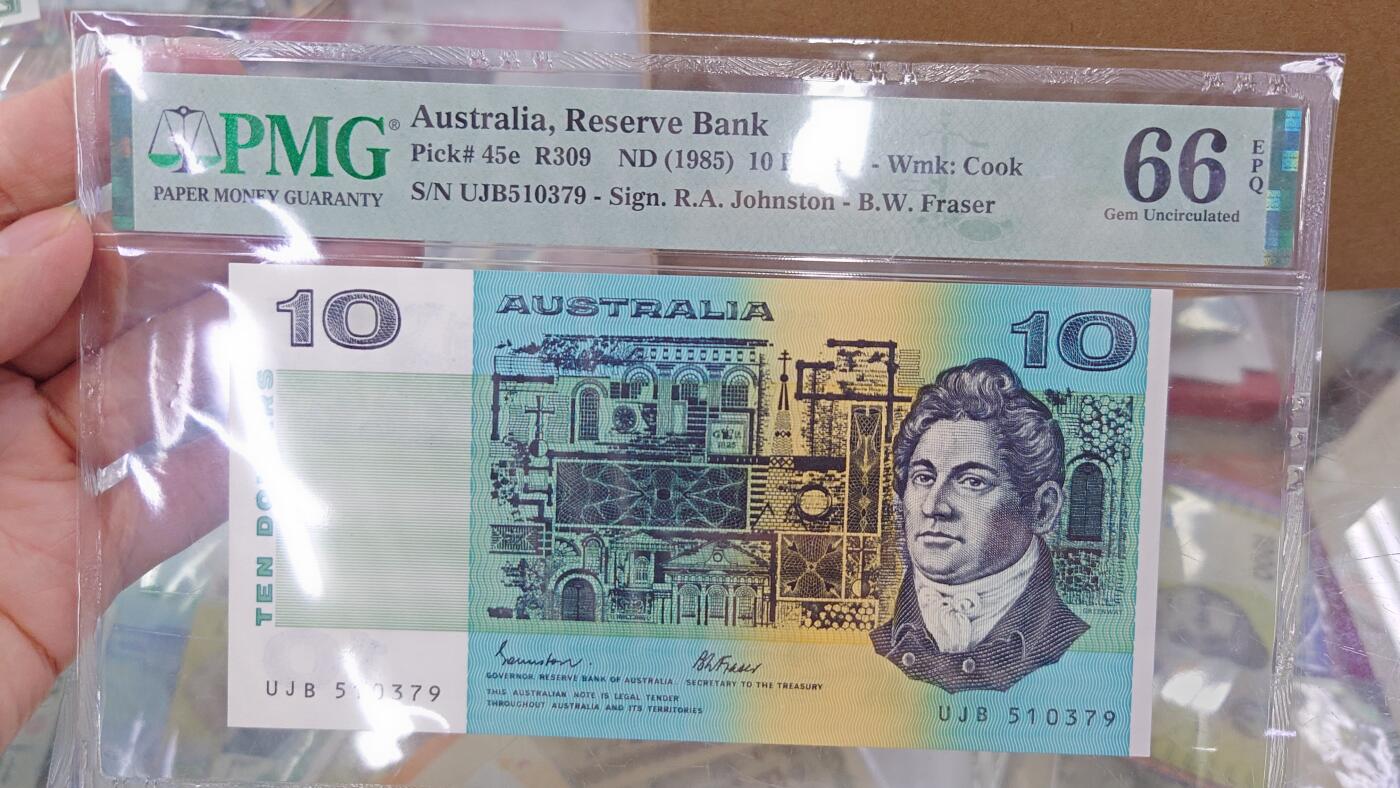 PMG®
PAPER MONEY GUARANTY
Australia, Reserve Bank
Pick# 45e R309 ND (1985) 10 - Wmk: Cook
S/N UJB510379 - Sign. R.A. Johnston - B.W. Fraser
66
EPQ
Gem Uncirculated
10
AUSTRALIA
10
TEN
GREENWAY
GOVERNOR, RESERVE BANK OF AUSTRALIA. SECRETARY TO THE TREASURY
THIS AUSTRALIAN NOTE IS LEGAL TENDER
THROUGHOUT AUSTRALIA AND ITS TERRITORIES
UJB 510379
UJB 510379